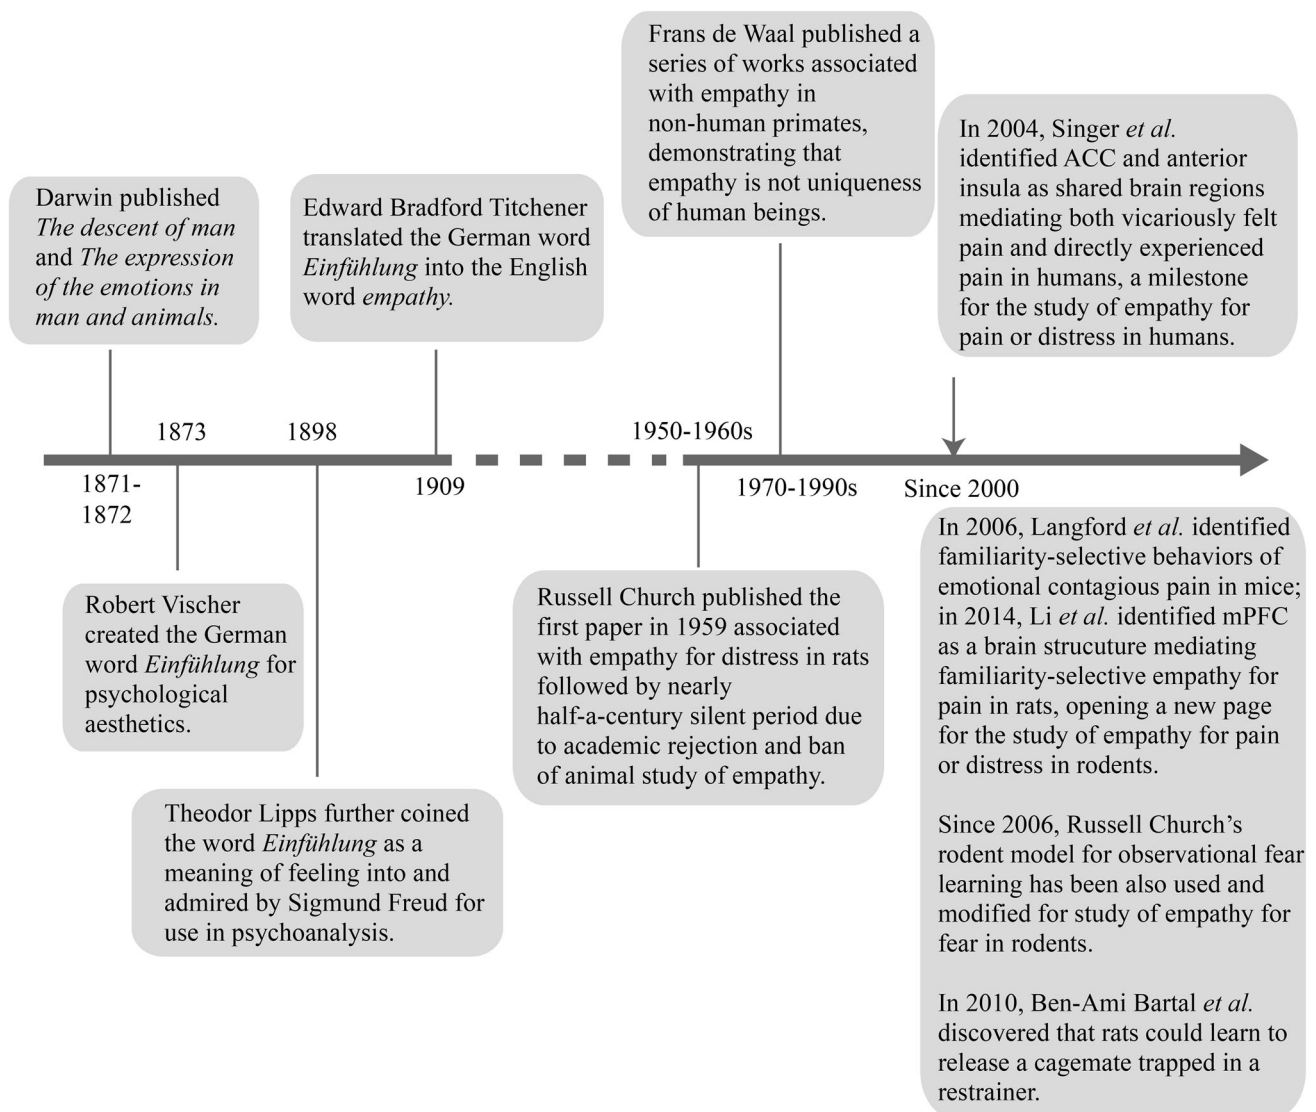 Frans de Waal published a
series of works associated
with empathy in
non-human primates,
demonstrating that
empathy is not uniqueness
of human beings.
In 2004, Singer et al.
identified ACC and anterior
insula as shared brain regions
mediating both vicariously felt
pain and directly experienced
pain in humans, a milestone
for the study of empathy for
pain or distress in humans.
Darwin published
The descent of man
and The expression
of the emotions in
man and animals.
Edward Bradford Titchener
translated the German word
Einfühlung into the English
word empathy.
1873
1898
1950-1960s
1871-
1872
1909
1970-1990s
Since 2000
Robert Vischer
created the German
word Einfühlung for
psychological
aesthetics.
Theodor Lipps further coined
the word Einfühlung as a
meaning of feeling into and
admired by Sigmund Freud for
use in psychoanalysis.
Russell Church published the
first paper in 1959 associated
with empathy for distress in rats
followed by nearly
half-a-century silent period due
to academic rejection and ban
of animal study of empathy.
In 2006, Langford et al. identified
familiarity-selective behaviors of
emotional contagious pain in mice;
in 2014, Li et al. identified mPFC
as a brain strucuture mediating
familiarity-selective empathy for
pain in rats, opening a new page
for the study of empathy for pain
or distress in rodents.
Since 2006, Russell Church’s
rodent model for observational fear
learning has been also used and
modified for study of empathy for
fear in rodents.
In 2010, Ben-Ami Bartal et al.
discovered that rats could learn to
release a cagemate trapped in a
restrainer.